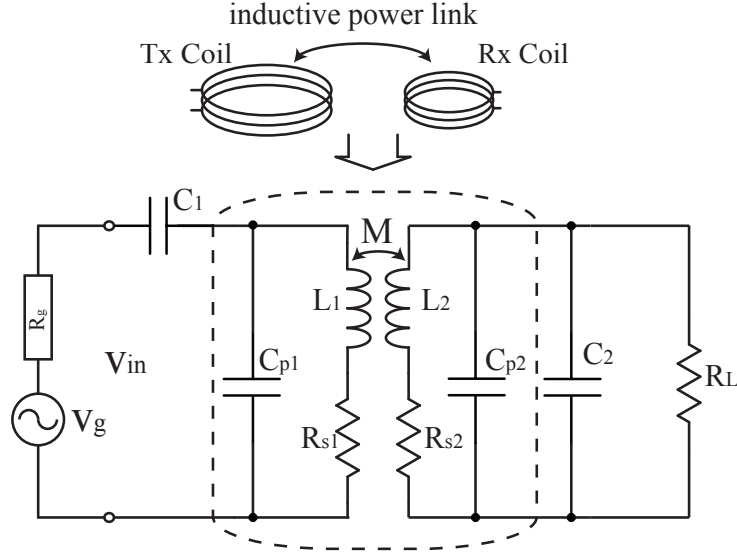 inductive power link
Tx Coil
Rx Coil
C1
M
L1
L2
Rg
Vin
Cp1
Cp2
C2
RL
Vg
Rs1
Rs2